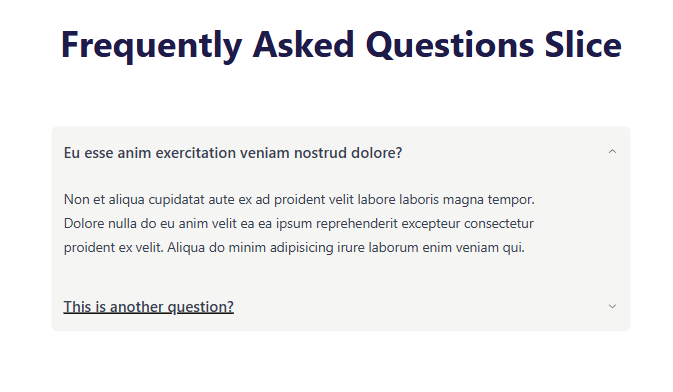 Frequently Asked Questions Slice
Eu esse anim exercitation veniam nostrud dolore?
Non et aliqua cupidatat aute ex ad proident velit labore laboris magna tempor.
Dolore nulla do eu anim velit ea ea ipsum reprehenderit excepteur consectetur
proident ex velit. Aliqua do minim adipisicing irure laborum enim veniam qui.
This is another question?